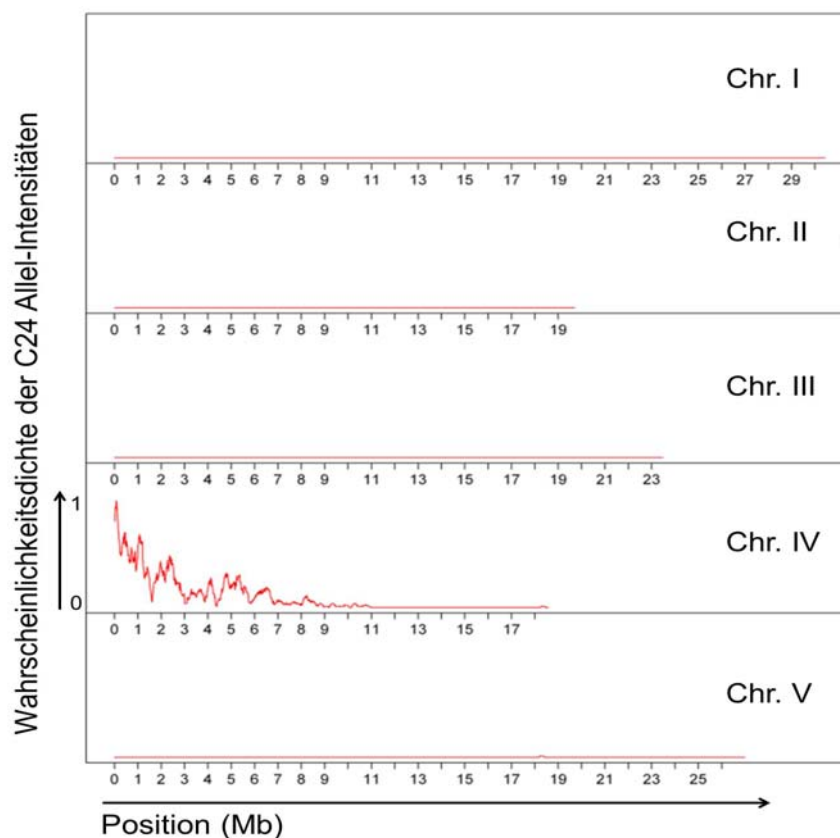 Wahrscheinlichkeitsdichte der C24 Allel-Intensitäten
Chr. I
0 1 2 3 4 5 6 7 8 9 11 13 15 17 19 21 23 25 27 29
Chr. II
0 1 2 3 4 5 6 7 8 9 11 13 15 17 19
Chr. III
0 1 2 3 4 5 6 7 8 9 11 13 15 17 19 21 23
1
Chr. IV
0
0 1 2 3 4 5 6 7 8 9 11 13 15 17
Chr. V
0 1 2 3 4 5 6 7 8 9 11 13 15 17 19 21 23 25
Position (Mb)